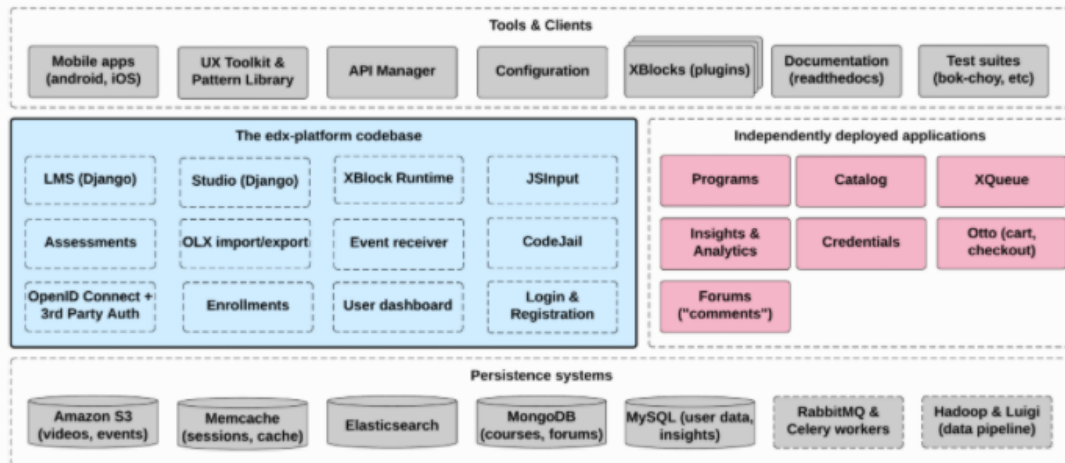 Tools & Clients
Mobile apps
(android, iOS)
UX Toolkit &
Pattern Library
API Manager
Configuration
XBlocks (plugins)
Documentation
(readthedocs)
Test suites
(bok-choy, etc)
The edx-platform codebase
LMS (Django)
Studio (Django)
XBlock Runtime
JSInput
Assessments
OLX import/export
Event receiver
CodeJail
OpenID Connect +
3rd Party Auth
Enrollments
User dashboard
Login &
Registration
Independently deployed applications
Programs
Catalog
XQueue
Insights &
Analytics
Credentials
Otto (cart,
checkout)
Forums
("comments")
Persistence systems
Amazon S3
(videos, events)
Memcache
(sessions, cache)
Elasticsearch
MongoDB
(courses, forums)
MySQL (user data,
insights)
RabbitMQ &
Celery workers
Hadoop & Luigi
(data pipeline)